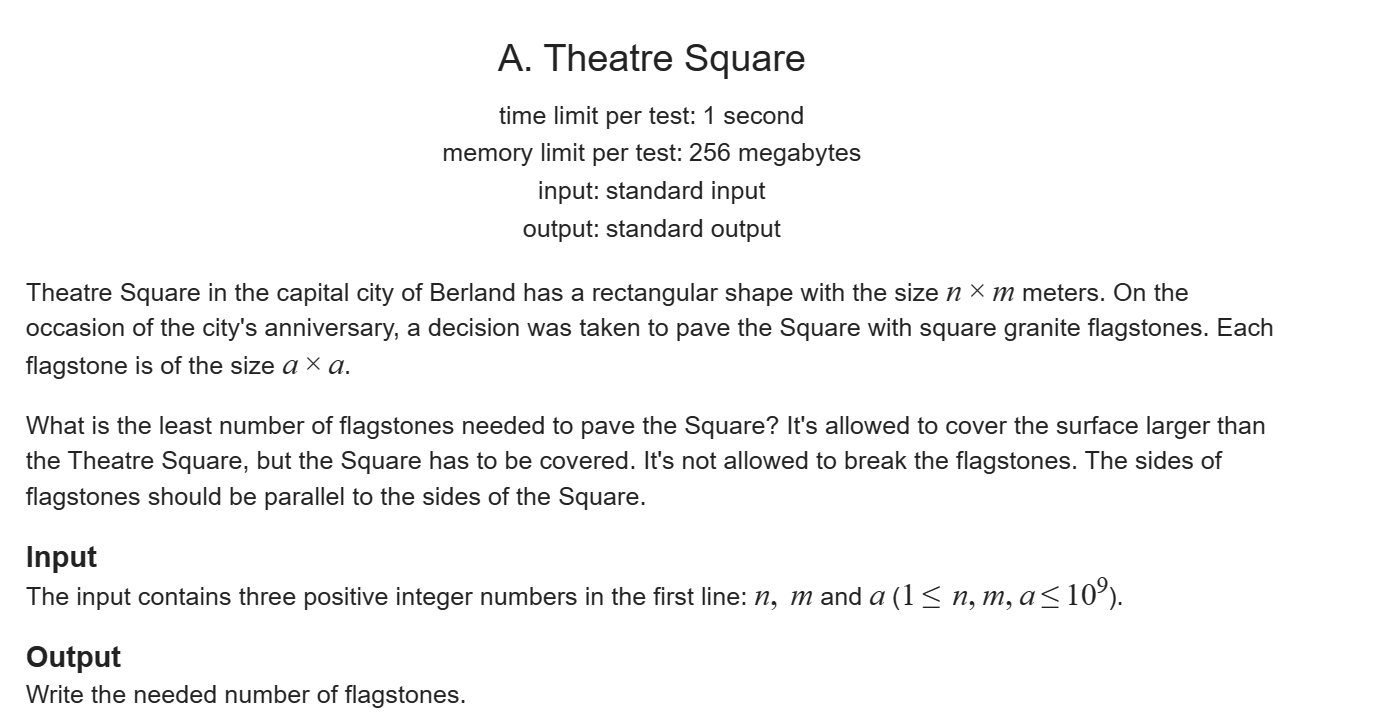 A. Theatre Square
time limit per test: 1 second
memory limit per test: 256 megabytes
input: standard input
output: standard output
Theatre Square in the capital city of Berland has a rectangular shape with the size n × m meters. On the
occasion of the city's anniversary, a decision was taken to pave the Square with square granite flagstones. Each
flagstone is of the size a × a.
What is the least number of flagstones needed to pave the Square? It's allowed to cover the surface larger than
the Theatre Square, but the Square has to be covered. It's not allowed to break the flagstones. The sides of
flagstones should be parallel to the sides of the Square.
Input
The input contains three positive integer numbers in the first line: n, m and a (1 ≤ n, m, a ≤ 10⁹).
Output
Write the needed number of flagstones.